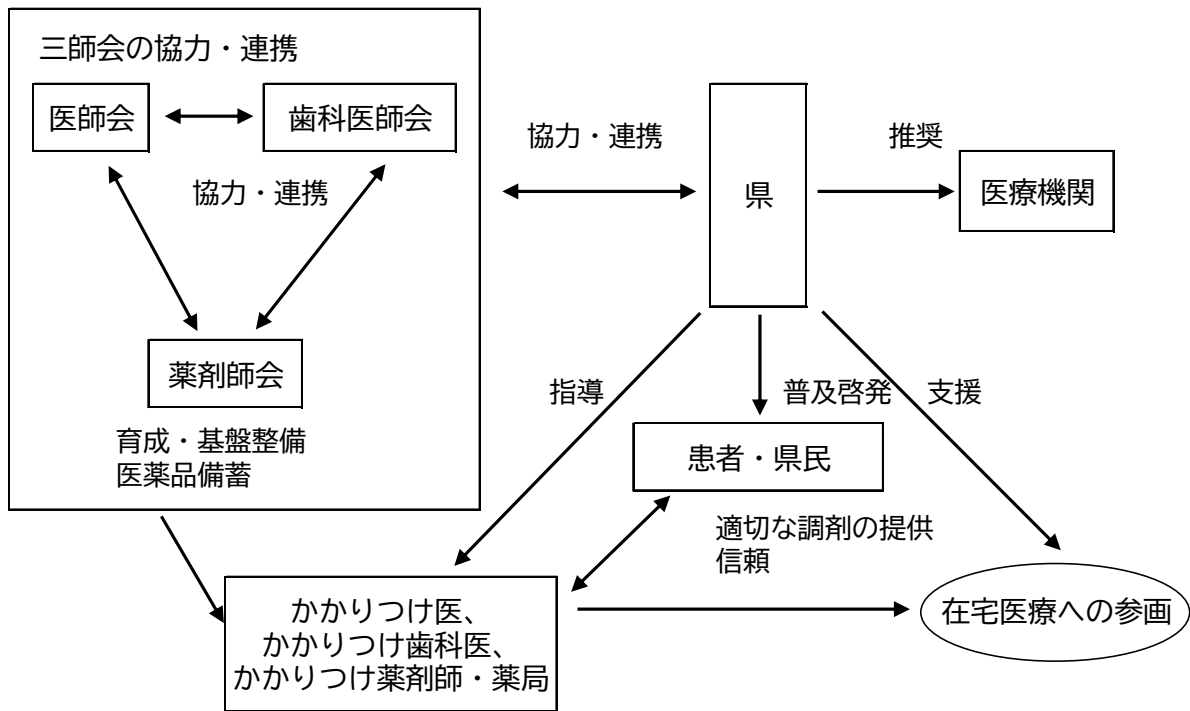 三師会の協力・連携
医師会
歯科医師会
協力・連携
薬剤師会
育成・基盤整備
医薬品備蓄
協力・連携
県
推奨
医療機関
指導
普及啓発
支援
患者・県民
適切な調剤の提供
信頼
かかりつけ医、
かかりつけ歯科医、
かかりつけ薬剤師・薬局
在宅医療への参画